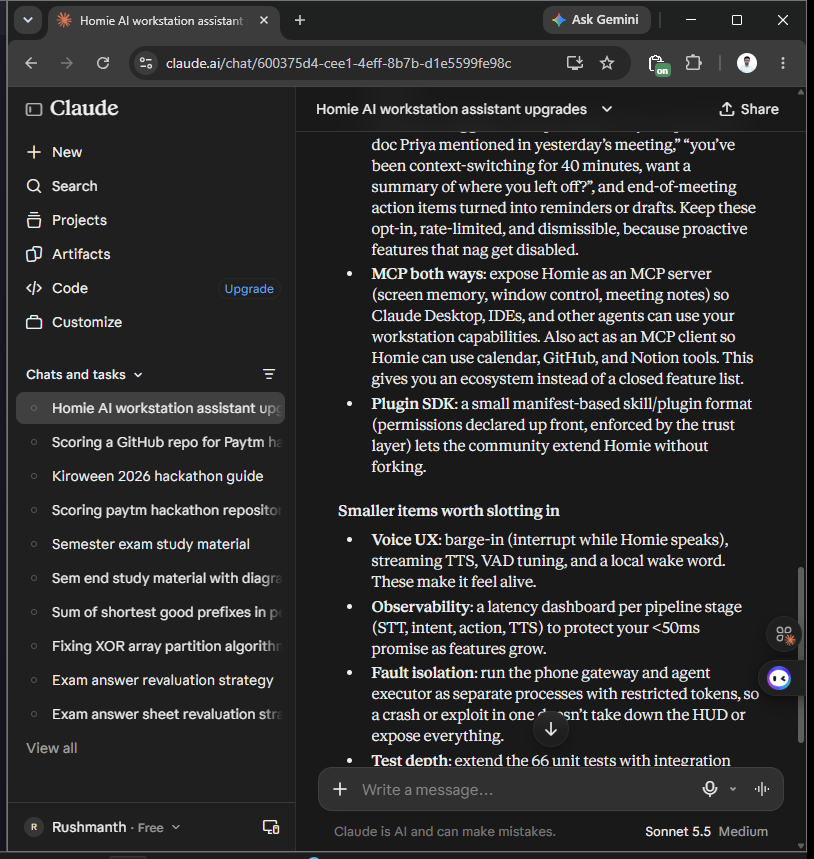 Homie AI workstation assistant
Ask Gemini
claude.ai/chat/600375d4-cee1-4eff-8b7b-d1e5599fe98c
on
Claude
New
Search
Projects
Artifacts
Code
Upgrade
Customize
Chats and tasks
Homie AI workstation assistant upg
Scoring a GitHub repo for Paytm ha
Kiroween 2026 hackathon guide
Scoring paytm hackathon repositor
Semester exam study material
Sem end study material with diagra
Sum of shortest good prefixes in pe
Fixing XOR array partition algorithm
Exam answer revaluation strategy
Exam answer sheet revaluation stra
View all
R
Rushmanth · Free
Homie AI workstation assistant upgrades
Share
doc Priya mentioned in yesterday’s meeting,” “you’ve
been context-switching for 40 minutes, want a
summary of where you left off?”, and end-of-meeting
action items turned into reminders or drafts. Keep these
opt-in, rate-limited, and dismissible, because proactive
features that nag get disabled.
• MCP both ways: expose Homie as an MCP server
(screen memory, window control, meeting notes) so
Claude Desktop, IDEs, and other agents can use your
workstation capabilities. Also act as an MCP client so
Homie can use calendar, GitHub, and Notion tools. This
gives you an ecosystem instead of a closed feature list.
• Plugin SDK: a small manifest-based skill/plugin format
(permissions declared up front, enforced by the trust
layer) lets the community extend Homie without
forking.
Smaller items worth slotting in
• Voice UX: barge-in (interrupt while Homie speaks),
streaming TTS, VAD tuning, and a local wake word.
These make it feel alive.
• Observability: a latency dashboard per pipeline stage
(STT, intent, action, TTS) to protect your <50ms
promise as features grow.
• Fault isolation: run the phone gateway and agent
executor as separate processes with restricted tokens, so
a crash or exploit in one doesn’t take down the HUD or
expose everything.
• Test depth: extend the 66 unit tests with integration
Write a message...
Claude is AI and can make mistakes.
Sonnet 5.5 Medium